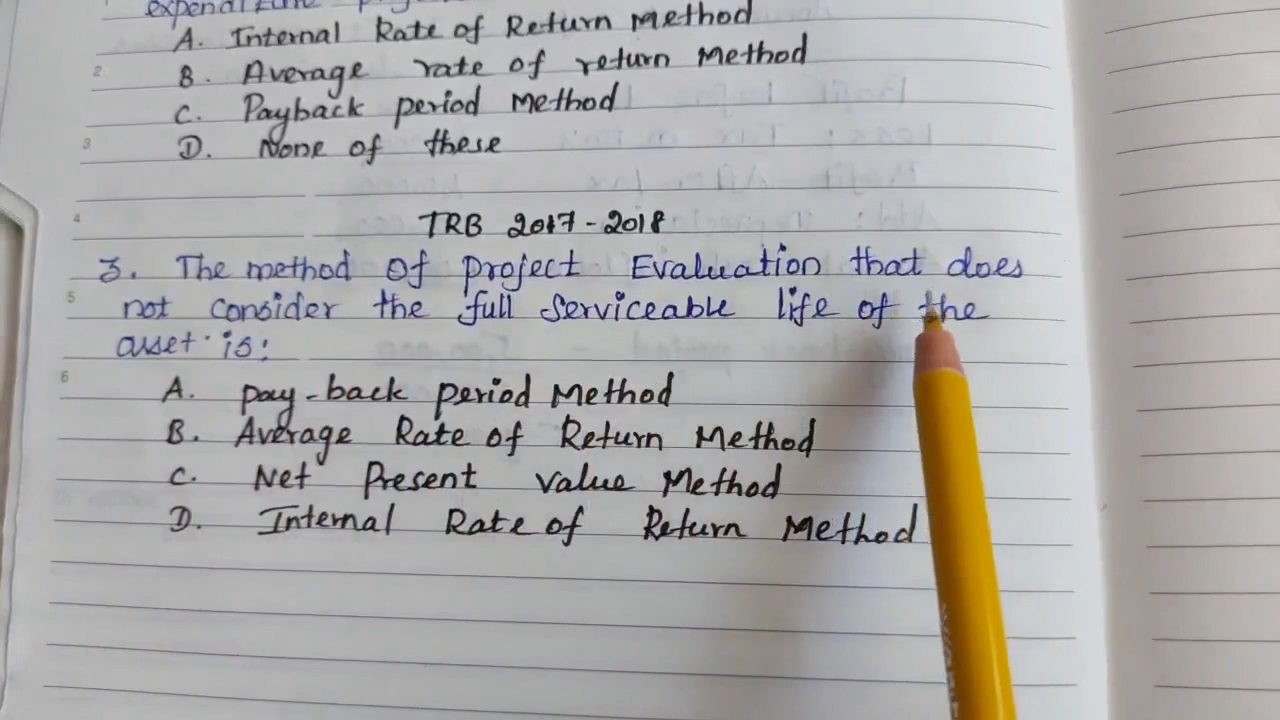 A. Internal Rate of Return Method
B. Average rate of return Method
C. Payback period Method
D. None of these
TRB 2017-2018
3. The method of project Evaluation that does
not consider the full serviceable life of the
asset is:
A. pay-back period Method
B. Average Rate of Return Method
C. Net Present value Method
D. Internal Rate of Return Method